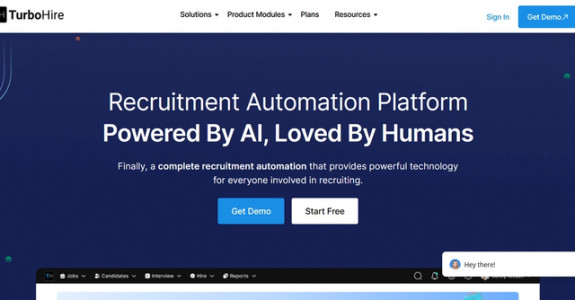 TurboHire
Solutions
Product Modules
Plans
Resources
Sign In
Get Demo
Recruitment Automation Platform
Powered By AI, Loved By Humans
Finally, a complete recruitment automation that provides powerful technology
for everyone involved in recruiting.
Get Demo
Start Free
Hey there!
TH
Jobs
Candidates
Interview
Hire
Reports